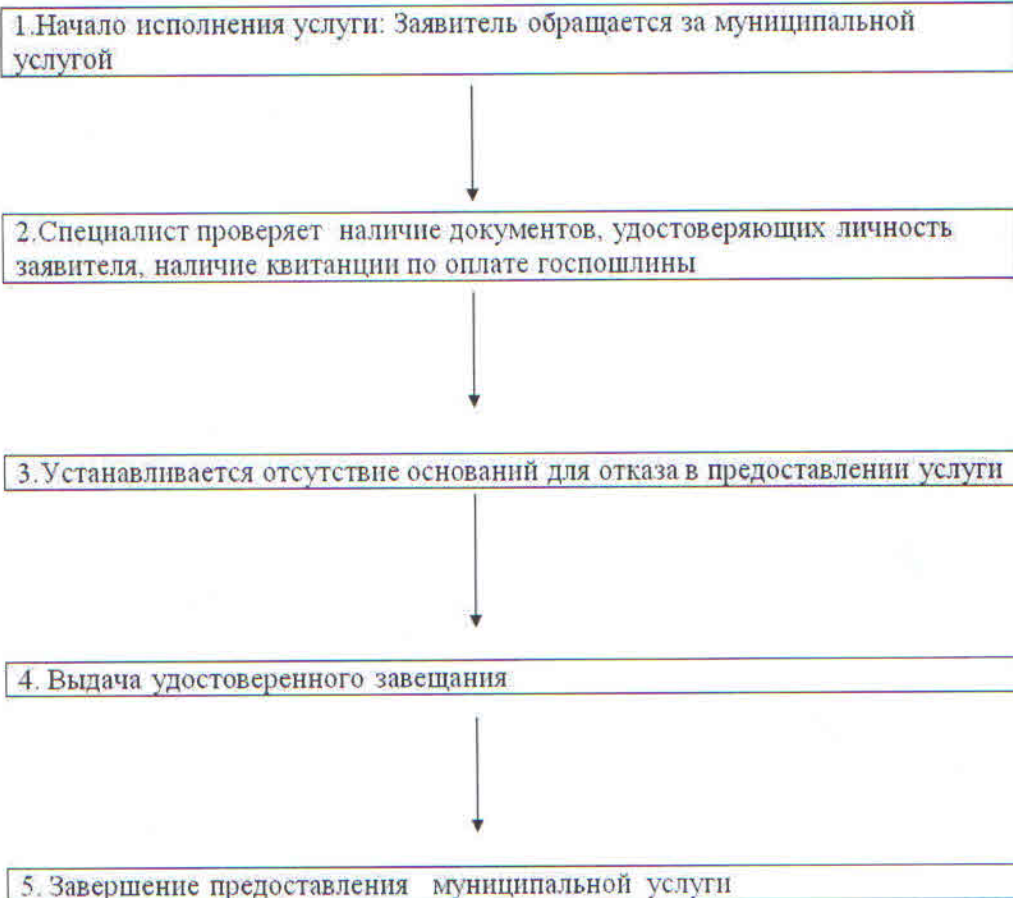 1.Начало исполнения услуги: Заявитель обращается за муниципальной
услугой
2.Специалист проверяет наличие документов, удостоверяющих личность
заявителя, наличие квитанции по оплате госпошлины
3.Устанавливается отсутствие оснований для отказа в предоставлении услуги
4. Выдача удостоверенного завещания
5. Завершение предоставления муниципальной услуги